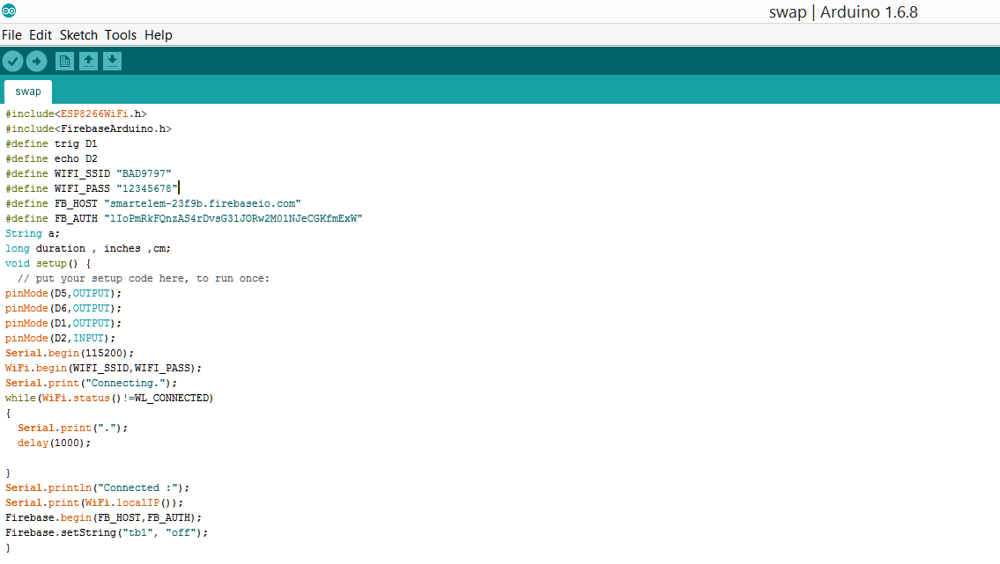 swap | Arduino 1.6.8
File Edit Sketch Tools Help
swap
#include<ESP8266WiFi.h>
#include<FirebaseArduino.h>
#define trig D1
#define echo D2
#define WIFI_SSID "BAD9797"
#define WIFI_PASS "12345678"
#define FB_HOST "smartelem-23f9b.firebaseio.com"
#define FB_AUTH "lIoPmRkFQnzAS4rDvsG3lJORw2M01NJeCGKfmExW"
String a;
long duration , inches ,cm;
void setup() {
  // put your setup code here, to run once:
pinMode(D5,OUTPUT);
pinMode(D6,OUTPUT);
pinMode(D1,OUTPUT);
pinMode(D2,INPUT);
Serial.begin(115200);
WiFi.begin(WIFI_SSID,WIFI_PASS);
Serial.print("Connecting.");
while(WiFi.status()!=WL_CONNECTED)
{
  Serial.print(".");
  delay(1000);
}
Serial.println("Connected :");
Serial.print(WiFi.localIP());
Firebase.begin(FB_HOST,FB_AUTH);
Firebase.setString("tb1", "off");
}